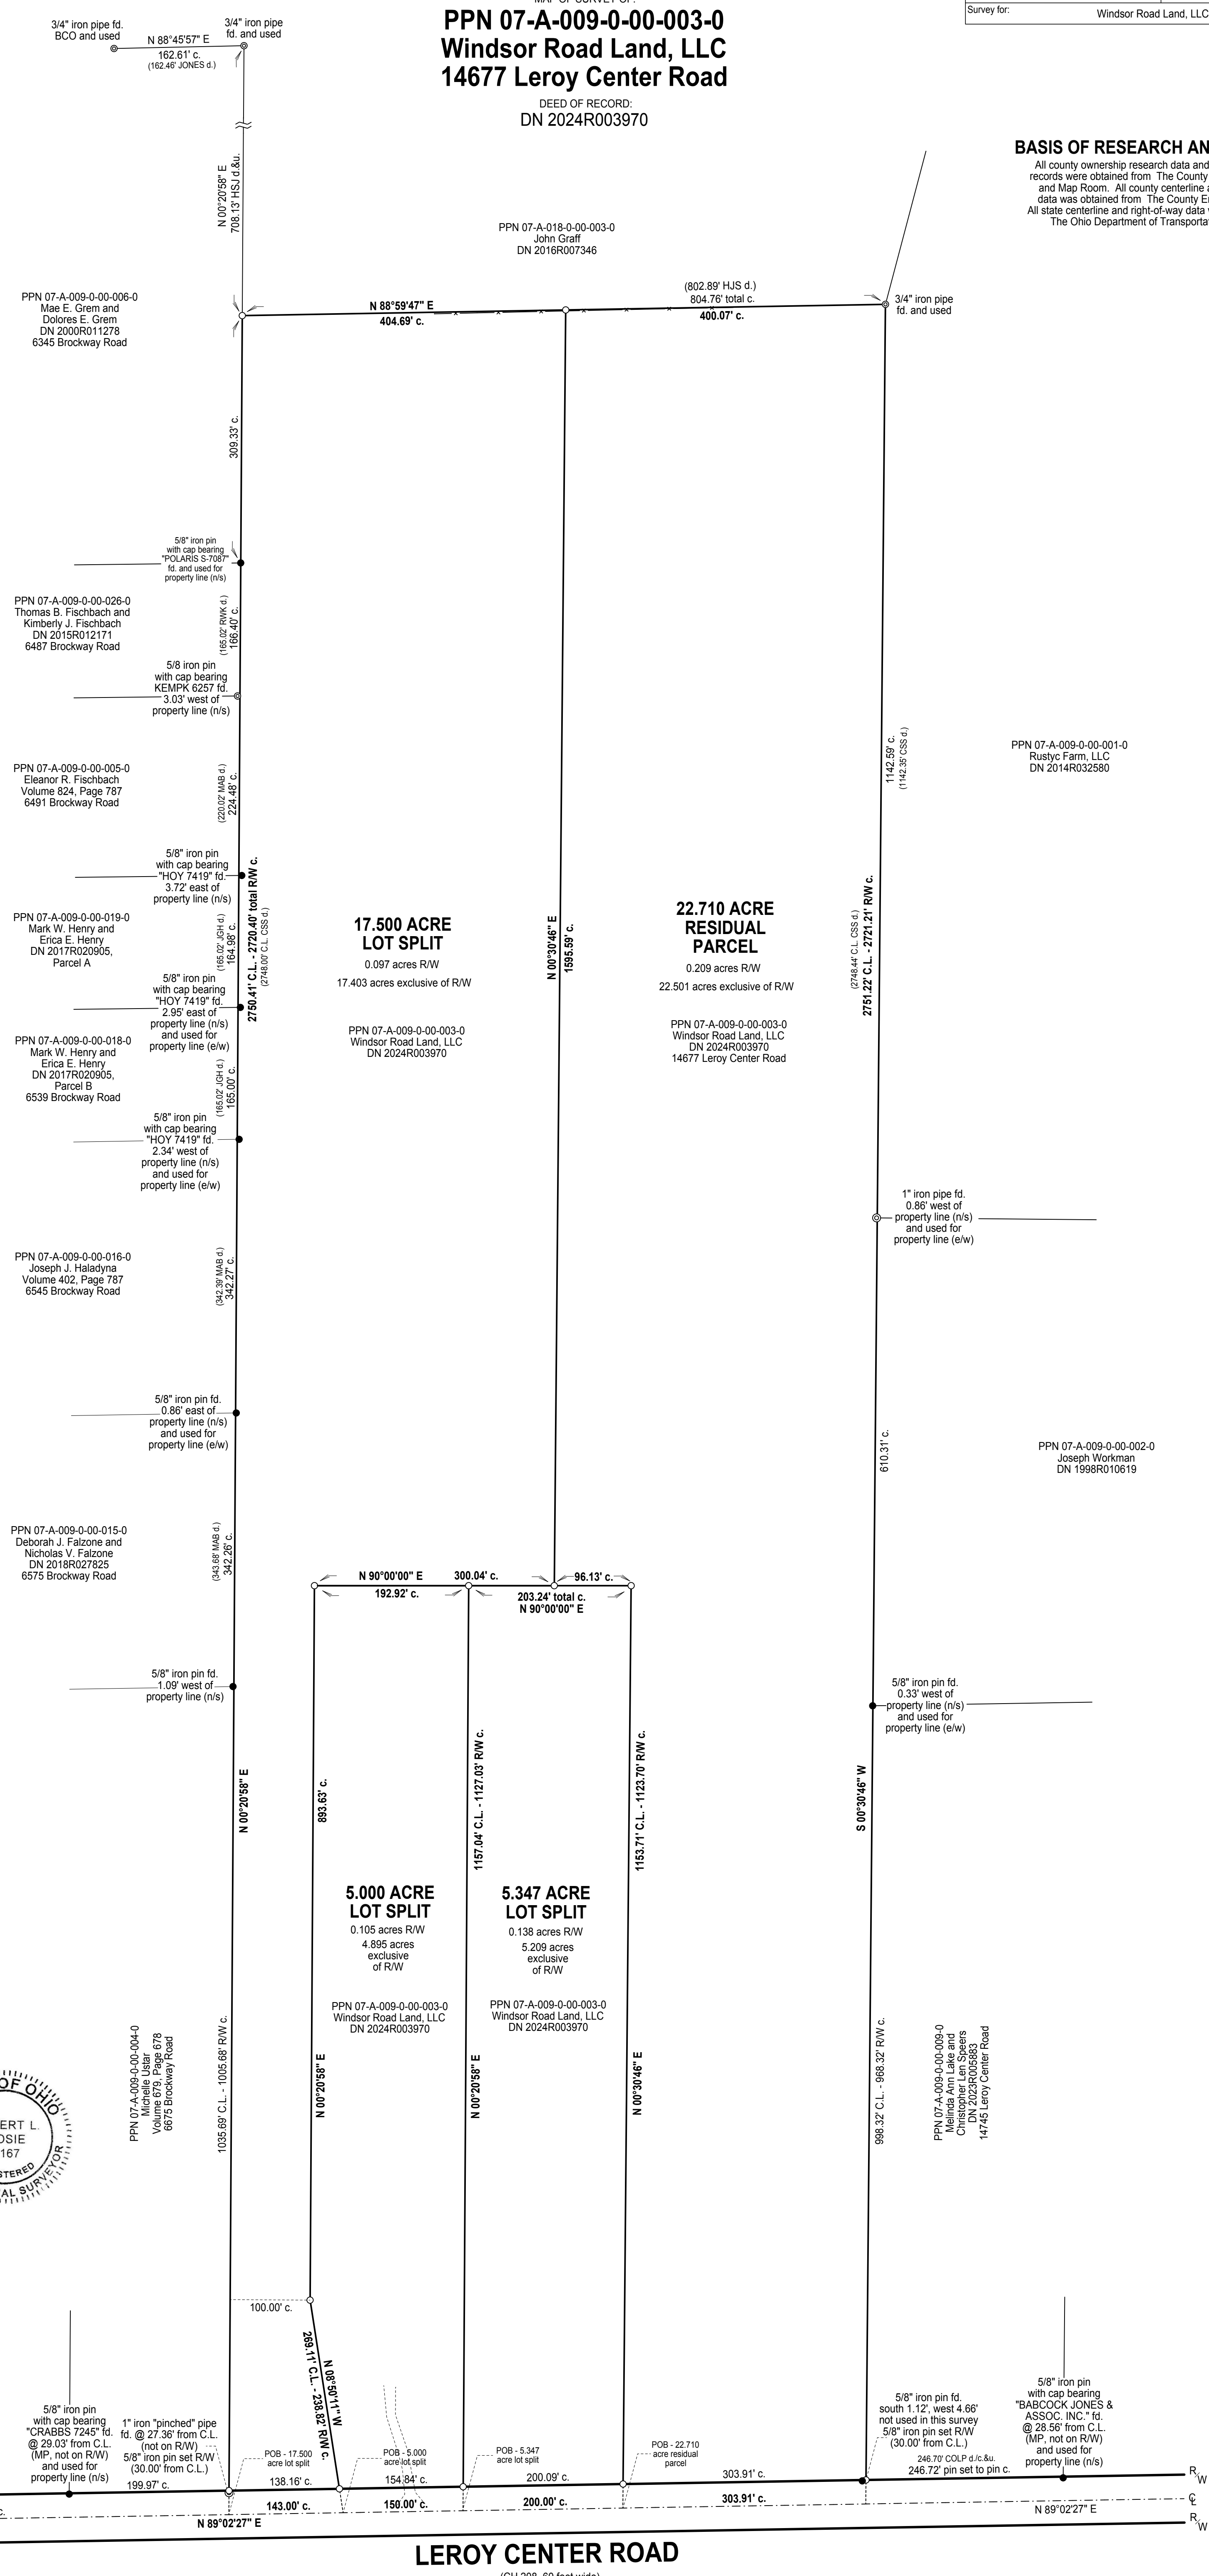 MAP OF SURVEY OF:
PPN 07-A-009-0-00-003-0
Windsor Road Land, LLC
14677 Leroy Center Road
DEED OF RECORD:
DN 2024R003970
Survey for:
Windsor Road Land, LLC
3/4" iron pipe fd.
BCO and used
3/4" iron pipe
fd. and used
N 88°45'57" E
162.61' c.
(162.46' JONES d.)
BASIS OF RESEARCH AN
All county ownership research data and
records were obtained from The County
and Map Room. All county centerline a
data was obtained from The County En
All state centerline and right-of-way data
The Ohio Department of Transporta
N 00°20'58" E
708.13' HSJ d.&u.
PPN 07-A-018-0-00-003-0
John Graff
DN 2016R007346
PPN 07-A-009-0-00-006-0
Mae E. Grem and
Dolores E. Grem
DN 2000R011278
6345 Brockway Road
N 88°59'47" E
404.69' c.
(802.89' HJS d.)
804.76' total c.
400.07' c.
3/4" iron pipe
fd. and used
309.33' c.
5/8" iron pin
with cap bearing
"POLARIS S-7087"
fd. and used for
property line (n/s)
PPN 07-A-009-0-00-026-0
Thomas B. Fischbach and
Kimberly J. Fischbach
DN 2015R012171
6487 Brockway Road
(165.02' RWK d.)
166.40' c.
5/8 iron pin
with cap bearing
KEMPK 6257 fd.
3.03' west of
property line (n/s)
PPN 07-A-009-0-00-005-0
Eleanor R. Fischbach
Volume 824, Page 787
6491 Brockway Road
(220.02' MAB d.)
224.48' c.
1142.59' c.
(1142.35' CSS d.)
PPN 07-A-009-0-00-001-0
Rustyc Farm, LLC
DN 2014R032580
5/8" iron pin
with cap bearing
"HOY 7419" fd.
3.72' east of
property line (n/s)
PPN 07-A-009-0-00-019-0
Mark W. Henry and
Erica E. Henry
DN 2017R020905,
Parcel A
(165.02' JGH d.)
164.98' c.
2750.41' C.L. - 2720.40' total R/W c.
(2748.00' C.L. CSS d.)
17.500 ACRE
LOT SPLIT
0.097 acres R/W
17.403 acres exclusive of R/W
PPN 07-A-009-0-00-003-0
Windsor Road Land, LLC
DN 2024R003970
N 00°30'46" E
1595.59' c.
22.710 ACRE
RESIDUAL
PARCEL
0.209 acres R/W
22.501 acres exclusive of R/W
PPN 07-A-009-0-00-003-0
Windsor Road Land, LLC
DN 2024R003970
14677 Leroy Center Road
(2748.44' C.L. CSS d.)
2751.22' C.L. - 2721.21' R/W c.
5/8" iron pin
with cap bearing
"HOY 7419" fd.
2.95' east of
property line (n/s)
and used for
property line (e/w)
PPN 07-A-009-0-00-018-0
Mark W. Henry and
Erica E. Henry
DN 2017R020905,
Parcel B
6539 Brockway Road
(165.02' JGH d.)
165.00' c.
5/8" iron pin
with cap bearing
"HOY 7419" fd.
2.34' west of
property line (n/s)
and used for
property line (e/w)
1" iron pipe fd.
0.86' west of
property line (n/s)
and used for
property line (e/w)
PPN 07-A-009-0-00-016-0
Joseph J. Haladyna
Volume 402, Page 787
6545 Brockway Road
(342.39' MAB d.)
342.27' c.
5/8" iron pin fd.
0.86' east of
property line (n/s)
and used for
property line (e/w)
610.31' c.
PPN 07-A-009-0-00-002-0
Joseph Workman
DN 1998R010619
PPN 07-A-009-0-00-015-0
Deborah J. Falzone and
Nicholas V. Falzone
DN 2018R027825
6575 Brockway Road
(343.68' MAB d.)
342.26' c.
N 90°00'00" E
300.04' c.
96.13' c.
192.92' c.
203.24' total c.
N 90°00'00" E
5/8" iron pin fd.
1.09' west of
property line (n/s)
5/8" iron pin fd.
0.33' west of
property line (n/s)
and used for
property line (e/w)
N 00°20'58" E
893.63' c.
1157.04' C.L. - 1127.03' R/W c.
1153.71' C.L. - 1123.70' R/W c.
S 00°30'46" W
5.000 ACRE
LOT SPLIT
0.105 acres R/W
4.895 acres
exclusive
of R/W
PPN 07-A-009-0-00-003-0
Windsor Road Land, LLC
DN 2024R003970
5.347 ACRE
LOT SPLIT
0.138 acres R/W
5.209 acres
exclusive
of R/W
PPN 07-A-009-0-00-003-0
Windsor Road Land, LLC
DN 2024R003970
PPN 07-A-009-0-00-004-0
Michelle Ustar
Volume 679, Page 678
6675 Brockway Road
1035.69' C.L. - 1005.68' R/W c.
N 00°20'58" E
N 00°20'58" E
N 00°30'46" E
998.32' C.L. - 968.32' R/W c.
PPN 07-A-009-0-00-009-0
Melinda Ann Lake and
Christopher Len Speers
DN 2023R005883
14745 Leroy Center Road
OF OHIO
ERT L.
OSIE
167
STERED
AL SURVEYOR
100.00' c.
N 08°50'11" W
269.11' C.L. - 238.82' R/W c.
5/8" iron pin
with cap bearing
"CRABBS 7245" fd.
@ 29.03' from C.L.
(MP, not on R/W)
and used for
property line (n/s)
1" iron "pinched" pipe
fd. @ 27.36' from C.L.
(not on R/W)
5/8" iron pin set R/W
(30.00' from C.L.)
POB - 17.500
acre lot split
POB - 5.000
acre lot split
POB - 5.347
acre lot split
POB - 22.710
acre residual
parcel
5/8" iron pin fd.
south 1.12', west 4.66'
not used in this survey
5/8" iron pin set R/W
(30.00' from C.L.)
5/8" iron pin
with cap bearing
"BABCOCK JONES &
ASSOC. INC." fd.
@ 28.56' from C.L.
(MP, not on R/W)
and used for
property line (n/s)
246.70' COLP d./c.&u.
246.72' pin set to pin c.
199.97' c.
138.16' c.
154.84' c.
200.09' c.
303.91' c.
R/W
c.
143.00' c.
150.00' c.
200.00' c.
303.91' c.
N 89°02'27" E
CL
N 89°02'27" E
R/W
LEROY CENTER ROAD